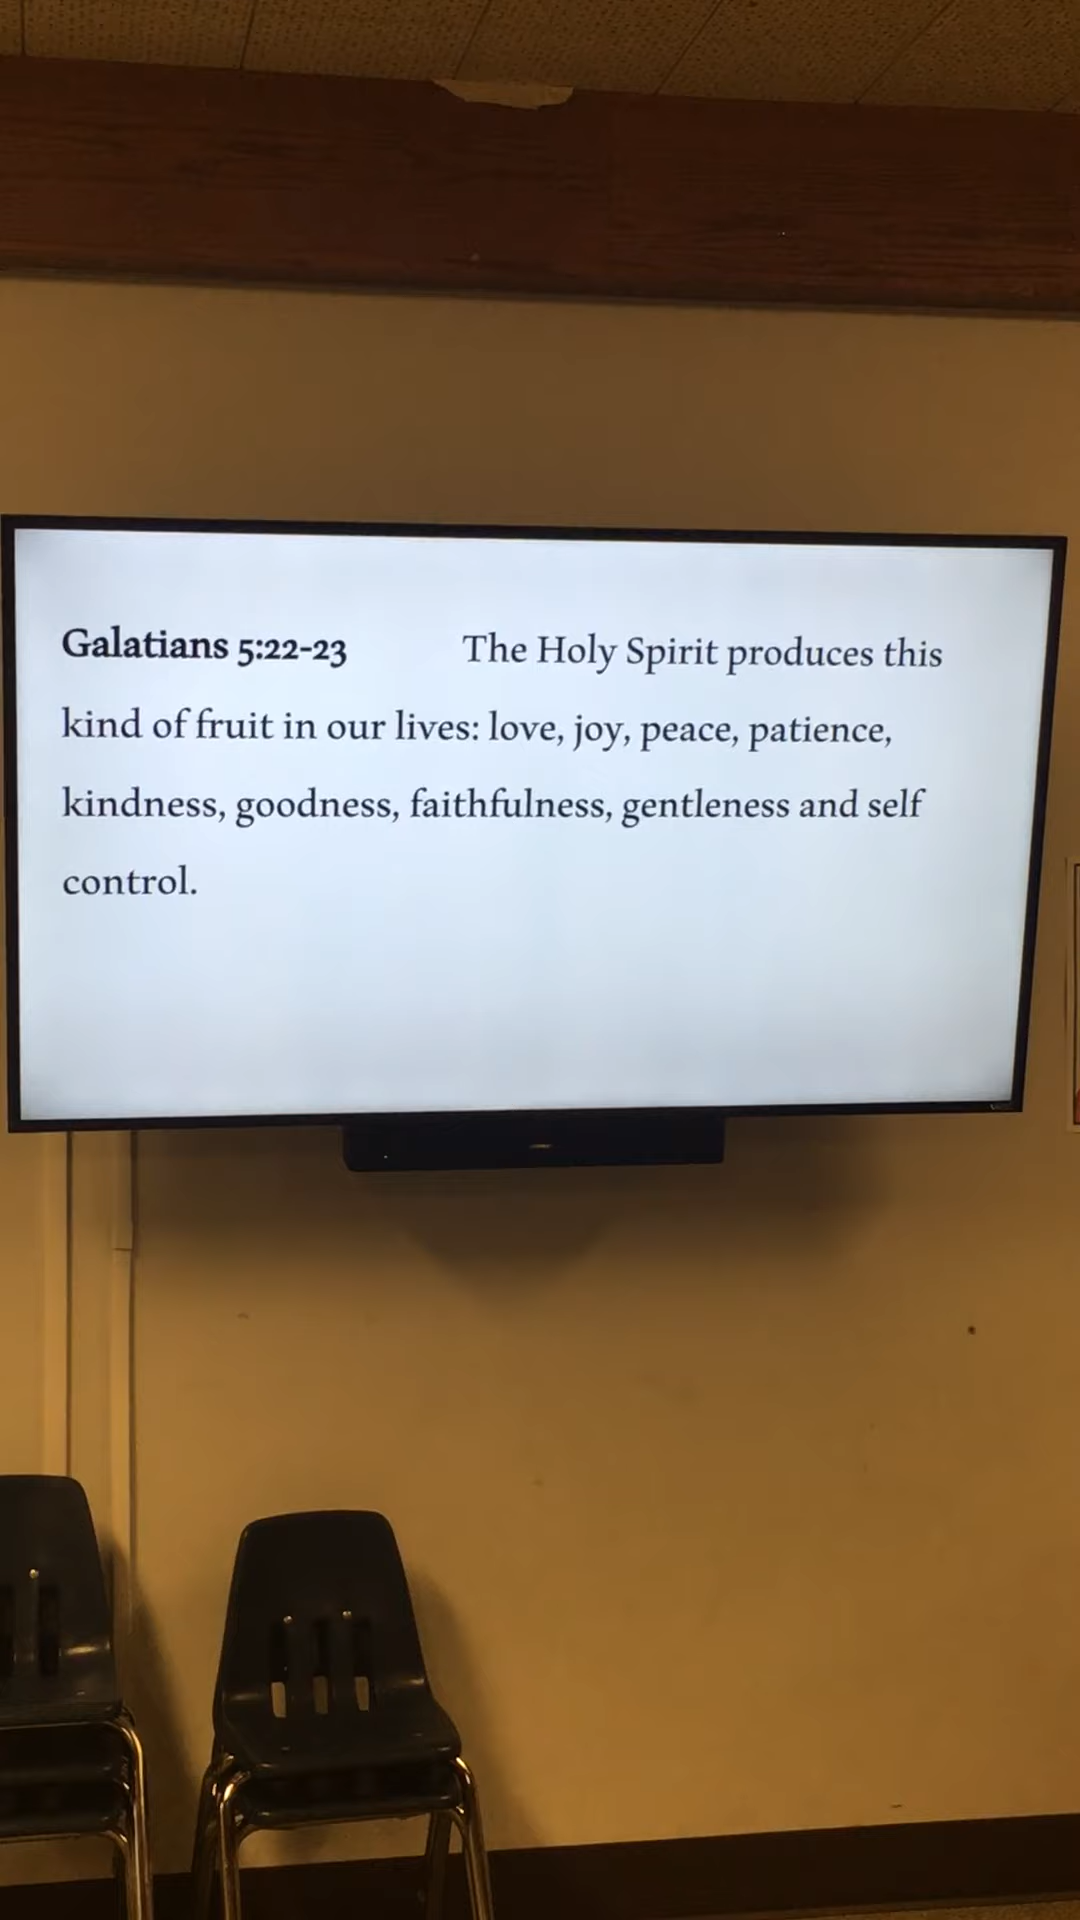 Galatians 5:22-23 The Holy Spirit produces this
kind of fruit in our lives: love, joy, peace, patience,
kindness, goodness, faithfulness, gentleness and self
control.